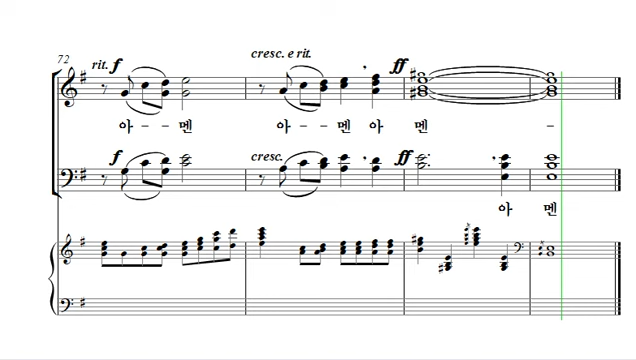 72
rit. f
cresc. e rit.
ff
아 - - 멘 아 - - 멘 아 멘 -
f
cresc.
ff
아 멘